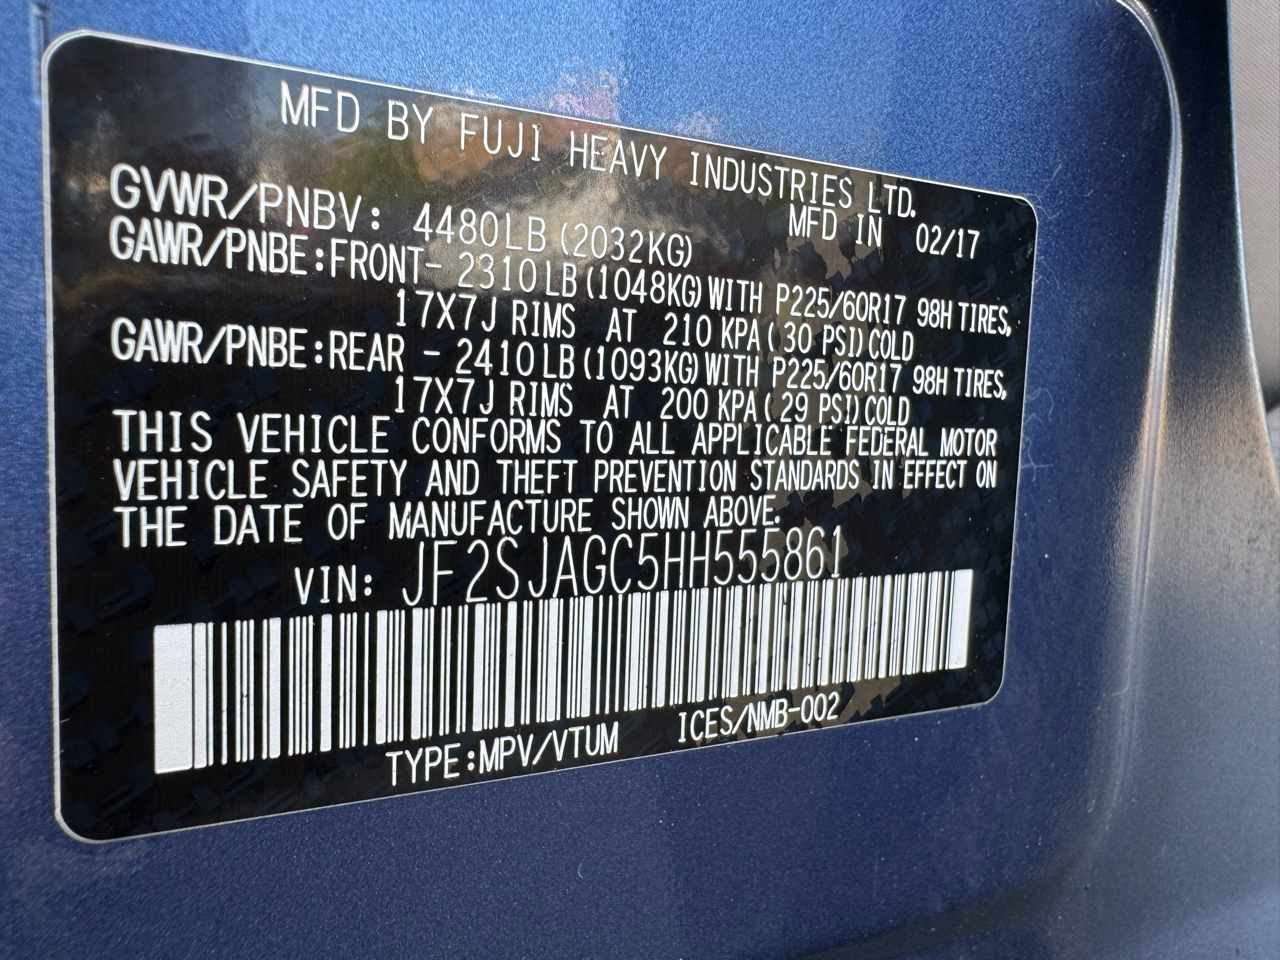 MFD BY FUJI HEAVY INDUSTRIES LTD.
GVWR/PNBV: 4480LB (2032KG) MFD IN 02/17
GAWR/PNBE:FRONT- 2310LB (1048KG) WITH P225/60R17 98H TIRES,
17X7J RIMS AT 210 KPA ( 30 PSI) COLD
GAWR/PNBE:REAR - 2410LB (1093KG) WITH P225/60R17 98H TIRES,
17X7J RIMS AT 200 KPA ( 29 PSI) COLD
THIS VEHICLE CONFORMS TO ALL APPLICABLE FEDERAL MOTOR
VEHICLE SAFETY AND THEFT PREVENTION STANDARDS IN EFFECT ON
THE DATE OF MANUFACTURE SHOWN ABOVE.
VIN: JF2SJAGC5HH555861
TYPE:MPV/VTUM ICES/NMB-002